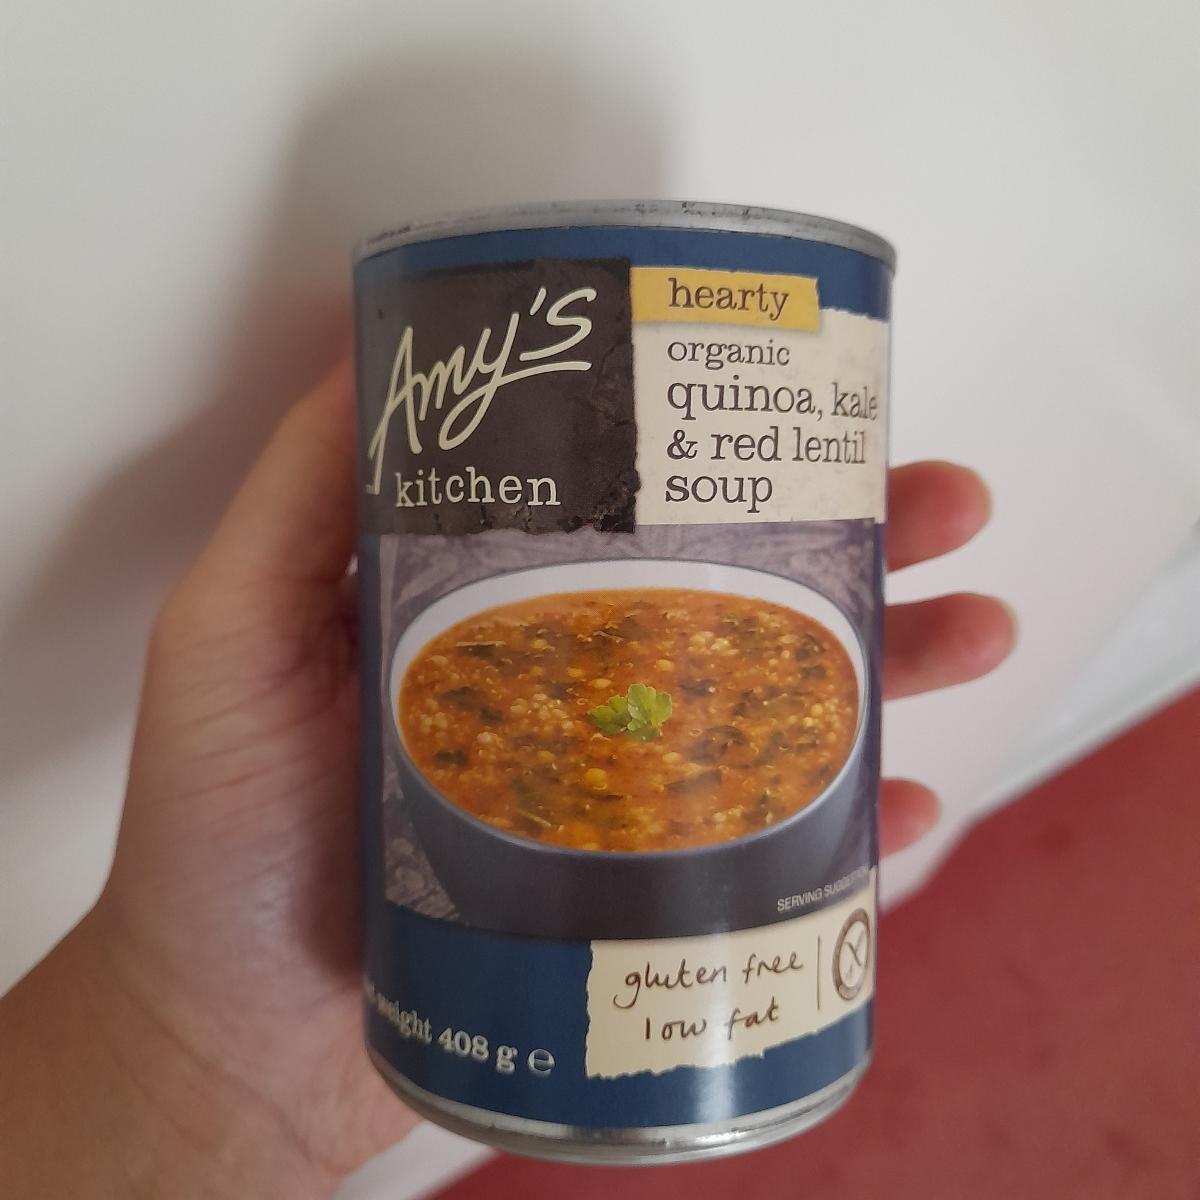 Amy's
kitchen
hearty
organic
quinoa, kale
& red lentil
soup
SERVING SUGGESTION
gluten free
low fat
weight 408 g ℮